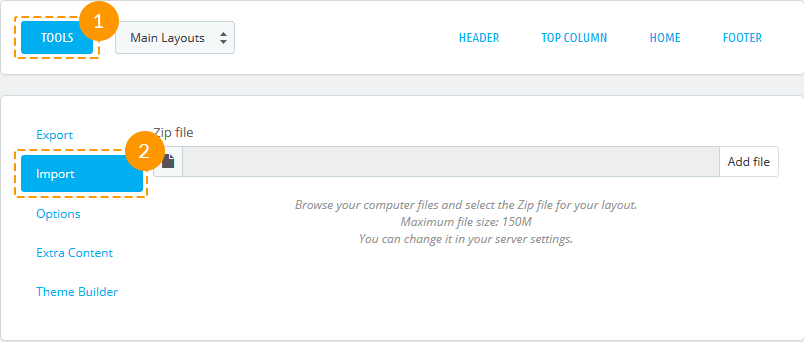 1
TOOLS Main Layouts HEADER TOP COLUMN HOME FOOTER
Export
Zip file
2
Import
Add file
Options
Browse your computer files and select the Zip file for your layout.
Maximum file size: 150M
You can change it in your server settings.
Extra Content
Theme Builder